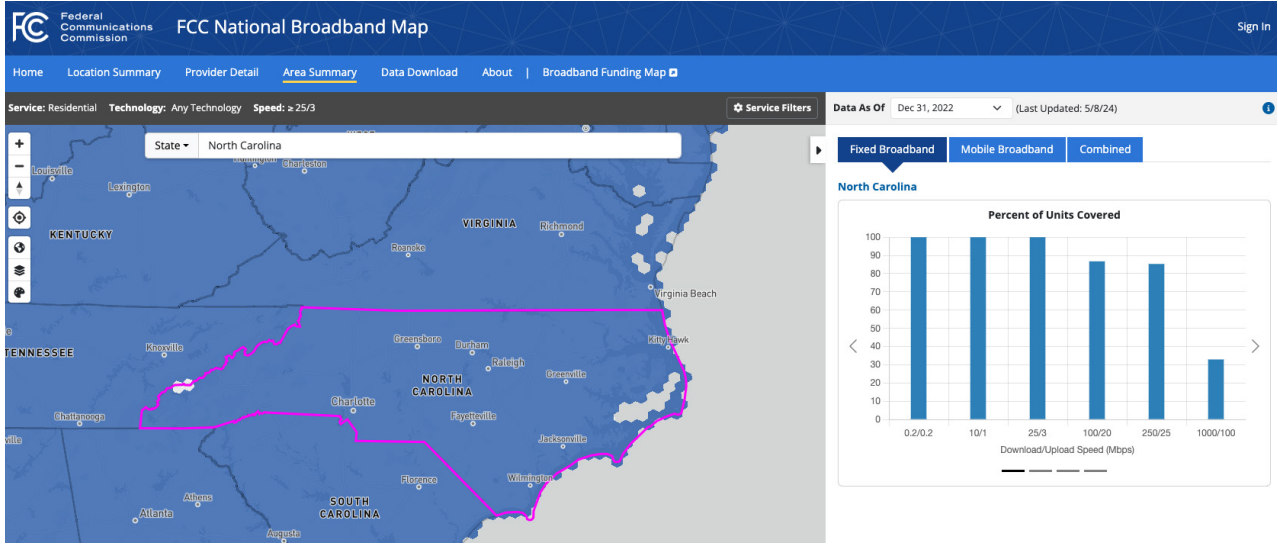 FC Federal
Communications
Commission
FCC National Broadband Map
Sign In
Home Location Summary Provider Detail Area Summary Data Download About | Broadband Funding Map
Service: Residential Technology: Any Technology Speed: ≥ 25/3
Service Filters
Data As Of Dec 31, 2022 (Last Updated: 5/8/24)
State North Carolina
Huntington
Charleston
Louisville
Lexington
KENTUCKY
VIRGINIA
Richmond
Roanoke
Virginia Beach
TENNESSEE
Knoxville
Greensboro
Durham
Raleigh
Kitty Hawk
Greenville
NORTH
CAROLINA
Charlotte
Chattanooga
Fayetteville
ville
Jacksonville
Florence
Wilmington
Athens
SOUTH
CAROLINA
Atlanta
Augusta
Fixed Broadband Mobile Broadband Combined
North Carolina
Percent of Units Covered
100
90
80
70
60
50
40
30
20
10
0
0.2/0.2 10/1 25/3 100/20 250/25 1000/100
Download/Upload Speed (Mbps)